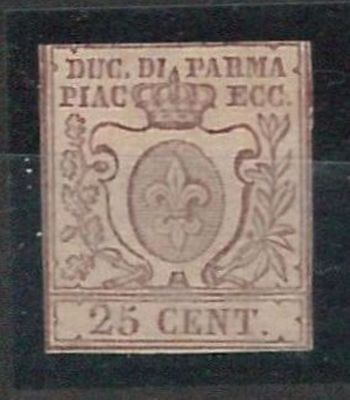 DUC. DI PARMA
PIAC ECC.
25 CENT.